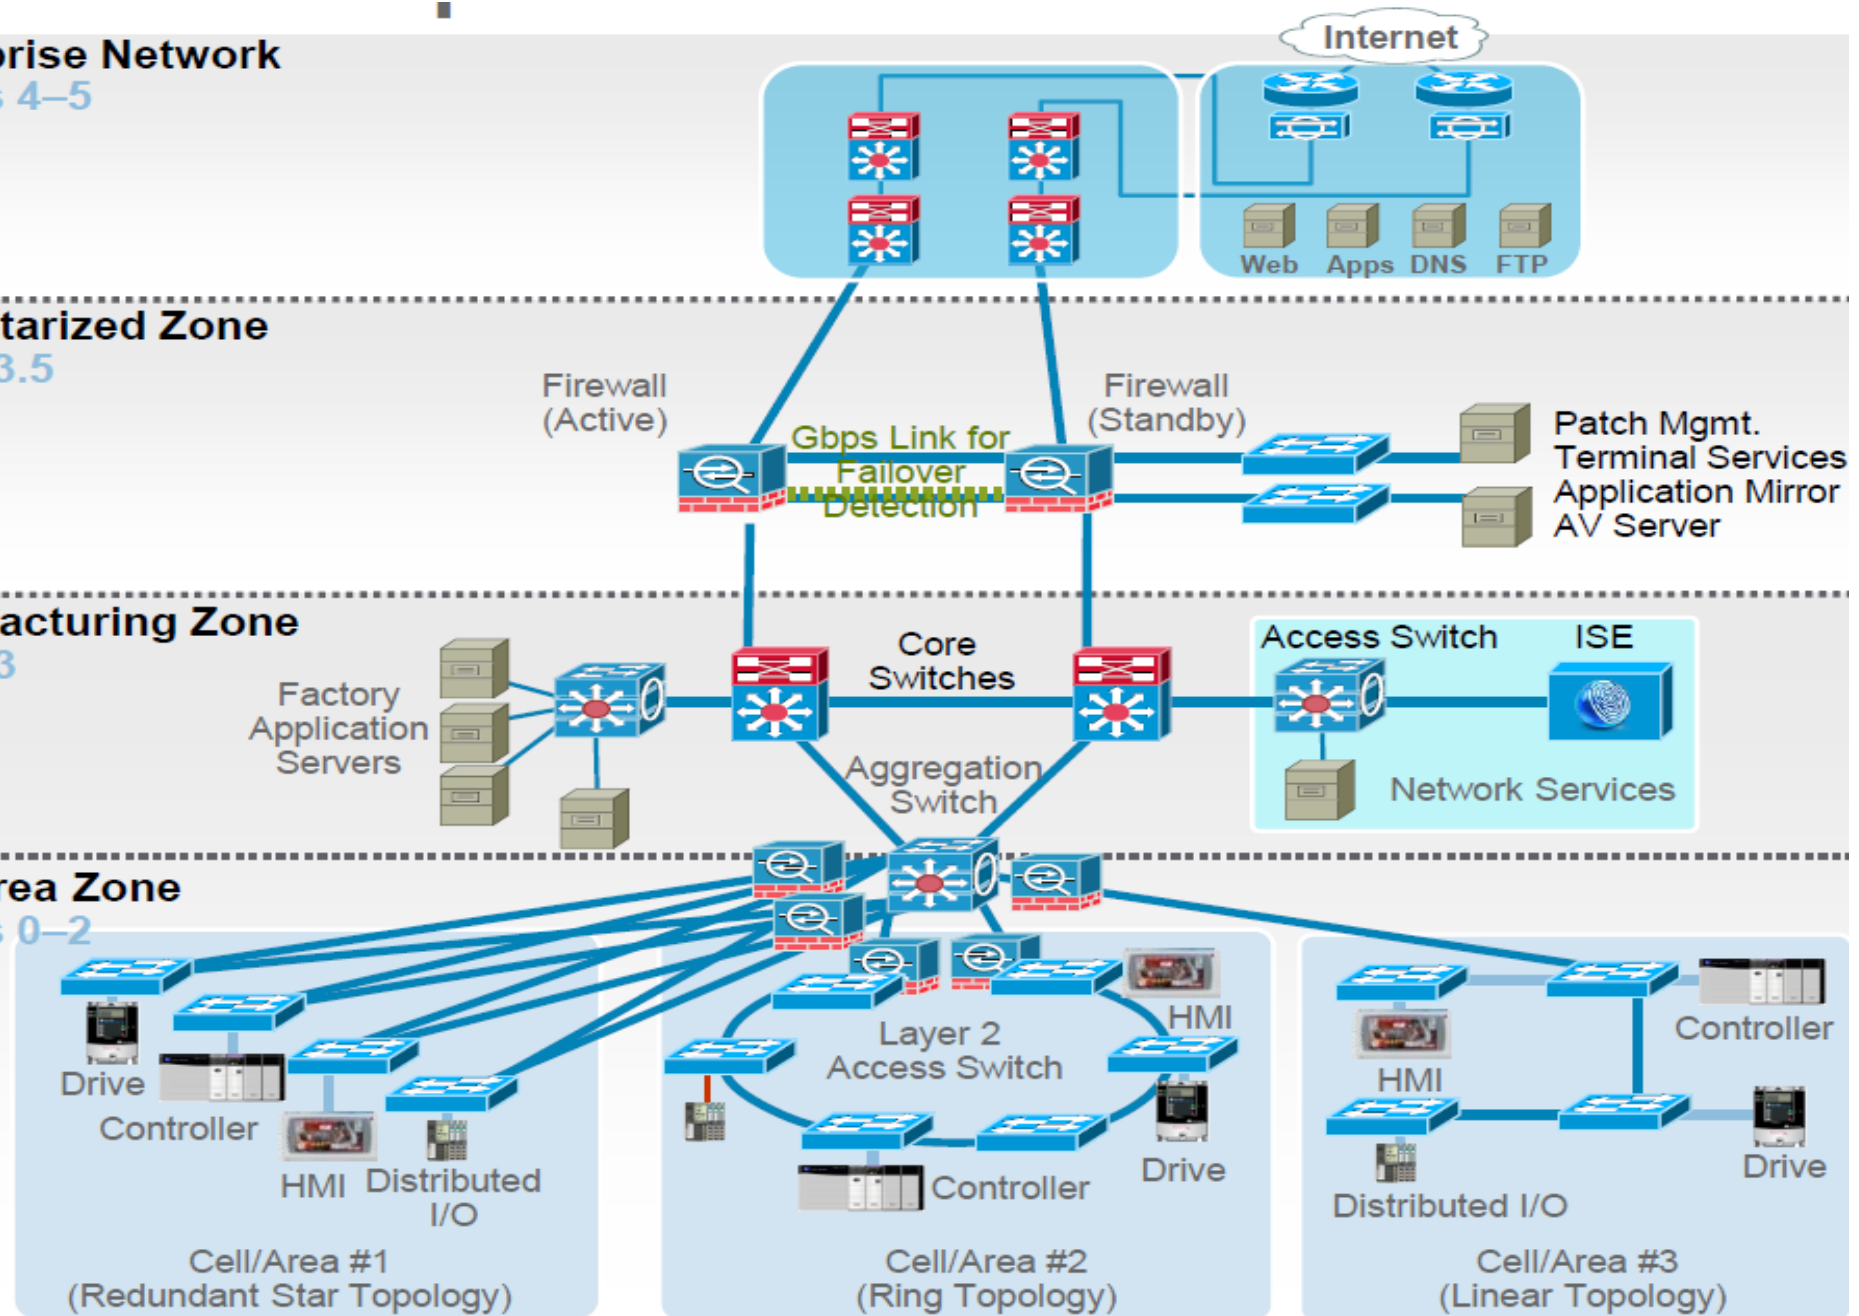 Internet
prise Network
s 4–5
Web Apps DNS FTP
tarized Zone
3.5
Firewall
(Active)
Firewall
(Standby)
Gbps Link for
Failover
Detection
Patch Mgmt.
Terminal Services
Application Mirror
AV Server
acturing Zone
3
Factory
Application
Servers
Core
Switches
Access Switch
ISE
Aggregation
Switch
Network Services
rea Zone
s 0–2
Drive
Controller
HMI
Distributed
I/O
Cell/Area #1
(Redundant Star Topology)
Layer 2
Access Switch
HMI
Controller
Drive
Cell/Area #2
(Ring Topology)
Controller
HMI
Drive
Distributed I/O
Cell/Area #3
(Linear Topology)